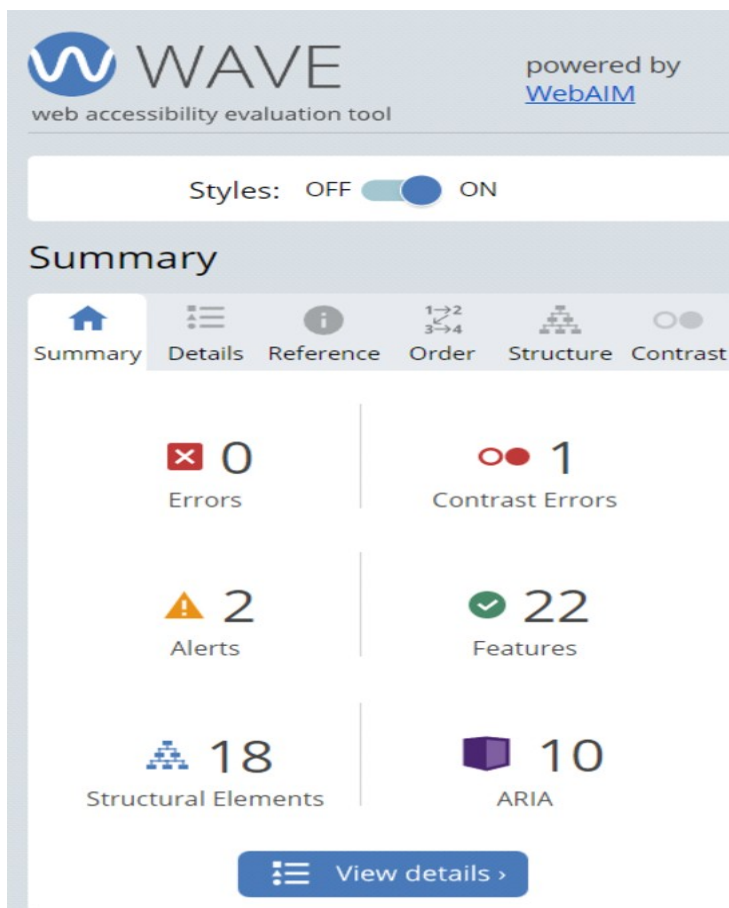 WAVE
powered by
WebAIM
web accessibility evaluation tool
Styles: OFF ON
Summary
Summary Details Reference Order Structure Contrast
0 1
Errors Contrast Errors
2 22
Alerts Features
18 10
Structural Elements ARIA
View details ›